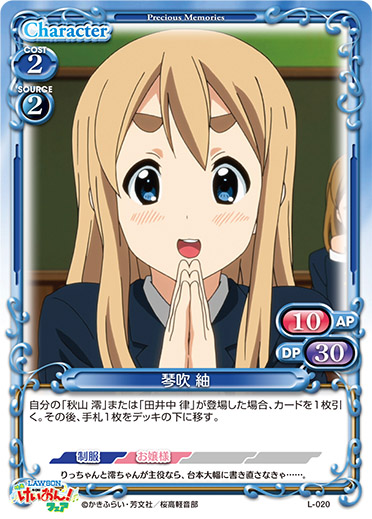 Precious Memories
Character
COST
2
SOURCE
2
10 AP
DP 30
琴吹 紬
自分の「秋山 澪」または「田井中 律」が登場した場合、カードを1枚引
く。その後、手札1枚をデッキの下に移す。
制服 お嬢様
りっちゃんと澪ちゃんが主役なら、台本大幅に書き直さなきゃ……。
LAWSON
けいおん!
フェア
©かきふらい・芳文社/桜高軽音部 L-020